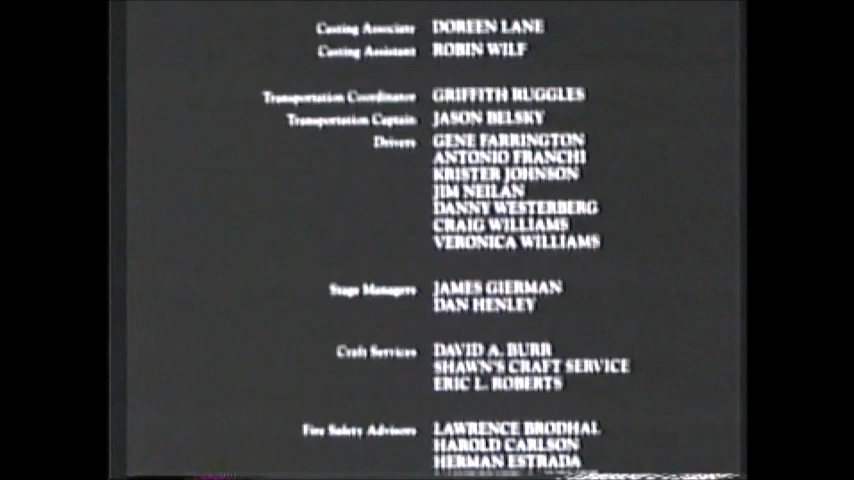 Casting Associate DOREEN LANE
Casting Assistant ROBIN WILF
Transportation Coordinator GRIFFITH RUGGLES
Transportation Captain JASON BELSKY
Drivers GENE FARRINGTON
ANTONIO FRANCHI
KRISTER JOHNSON
JIM NEILAN
DANNY WESTERBERG
CRAIG WILLIAMS
VERONICA WILLIAMS
Stage Managers JAMES GIERMAN
DAN HENLEY
Craft Services DAVID A. BURR
SHAWN'S CRAFT SERVICE
ERIC L. ROBERTS
Fire Safety Advisors LAWRENCE BRODHAL
HAROLD CARLSON
HERMAN ESTRADA